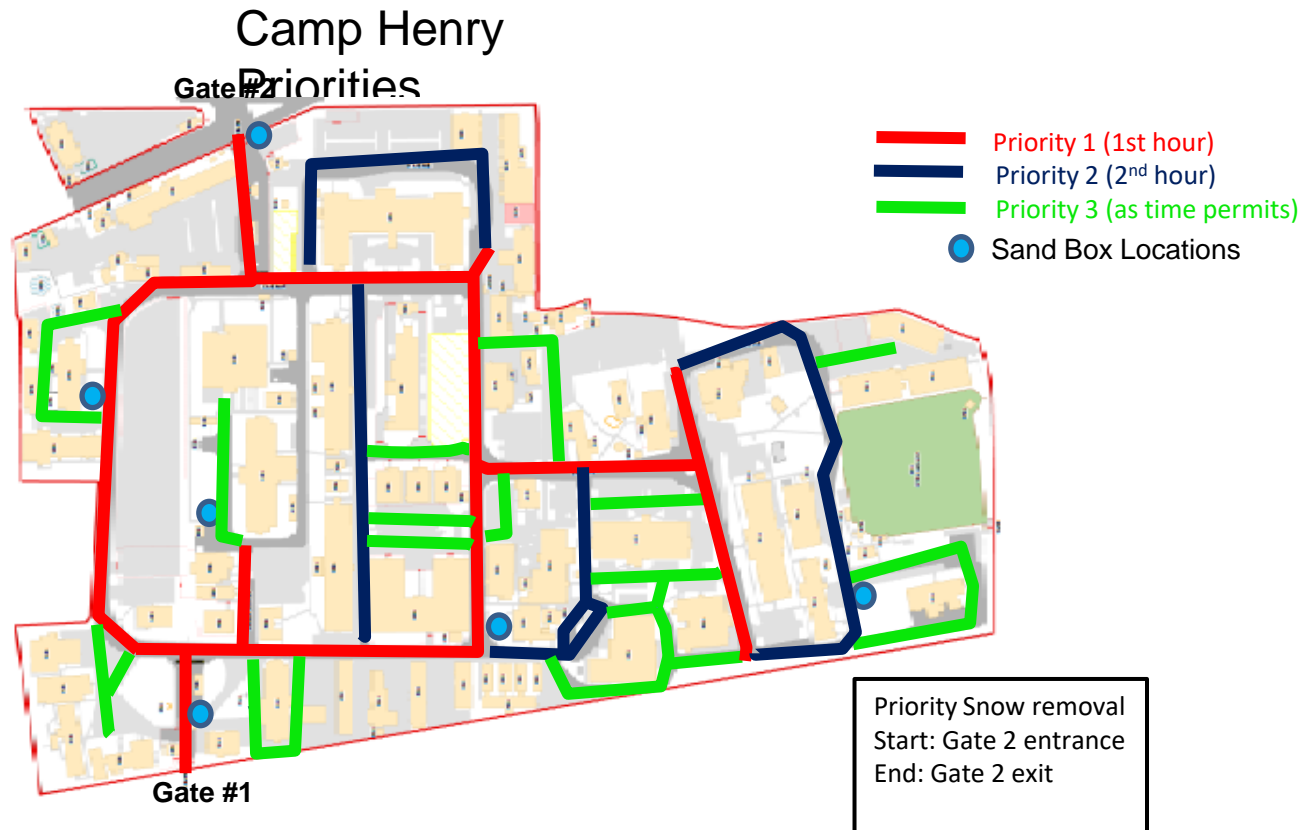 Camp Henry
Priorities
Gate #2
Priority 1 (1st hour)
Priority 2 (2nd hour)
Priority 3 (as time permits)
Sand Box Locations
Gate #1
Priority Snow removal
Start: Gate 2 entrance
End: Gate 2 exit